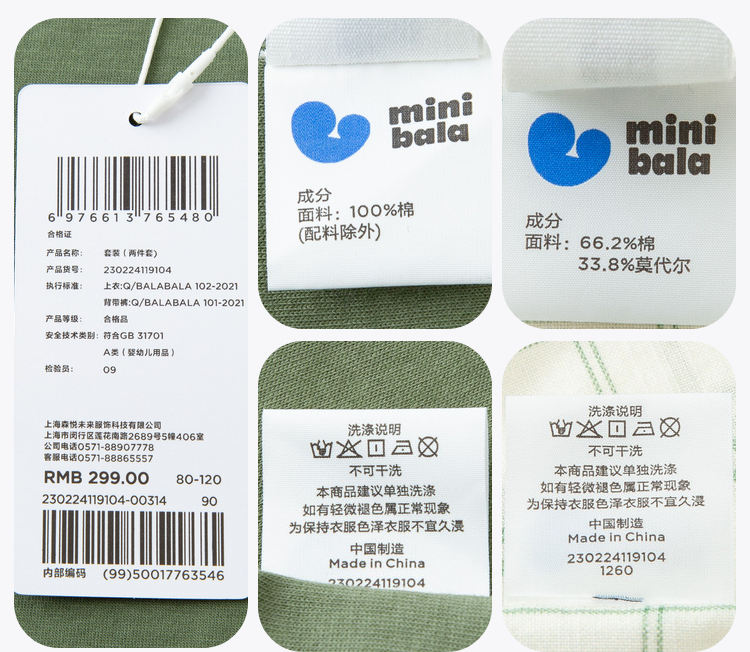 6 976613 765480
合格证
产品名称： 套装（两件套）
产品货号： 230224119104
执行标准： 上衣:Q/BALABALA 102-2021
背带裤:Q/BALABALA 101-2021
产品等级： 合格品
安全技术类别： 符合GB 31701
A类（婴幼儿用品）
检验员： 09
上海森悦未来服饰科技有限公司
上海市闵行区莲花南路2689号5幢406室
公司电话0571-88907778
客服电话0571-88865557
RMB 299.00 80-120
230224119104-00314 90
内部编码 (99)50017763546
mini
bala
成分
面料：100%棉
(配料除外)
mini
bala
成分
面料：66.2%棉
33.8%莫代尔
洗涤说明
不可干洗
本商品建议单独洗涤
如有轻微褪色属正常现象
为保持衣服色泽衣服不宜久浸
中国制造
Made in China
230224119104
洗涤说明
不可干洗
本商品建议单独洗涤
如有轻微褪色属正常现象
为保持衣服色泽衣服不宜久浸
中国制造
Made in China
230224119104
1260